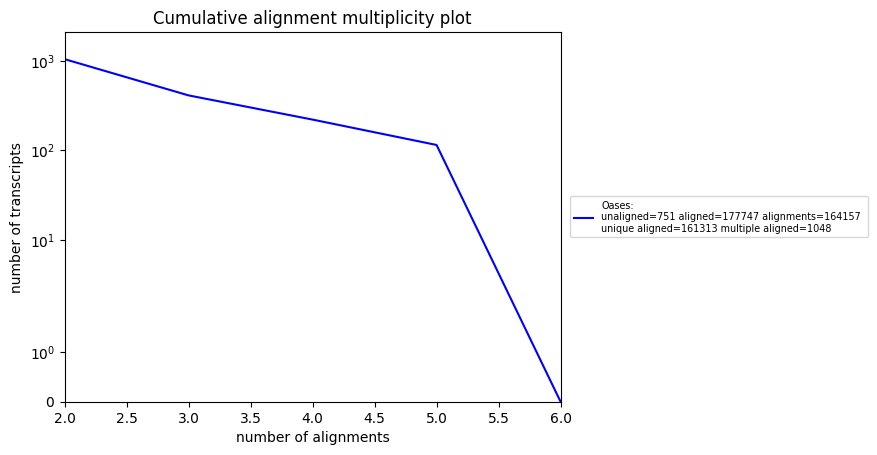 Cumulative alignment multiplicity plot
number of transcripts
10³
10²
10¹
10⁰
0
2.0 2.5 3.0 3.5 4.0 4.5 5.0 5.5 6.0
number of alignments
Oases:
unaligned=751 aligned=177747 alignments=164157
unique aligned=161313 multiple aligned=1048